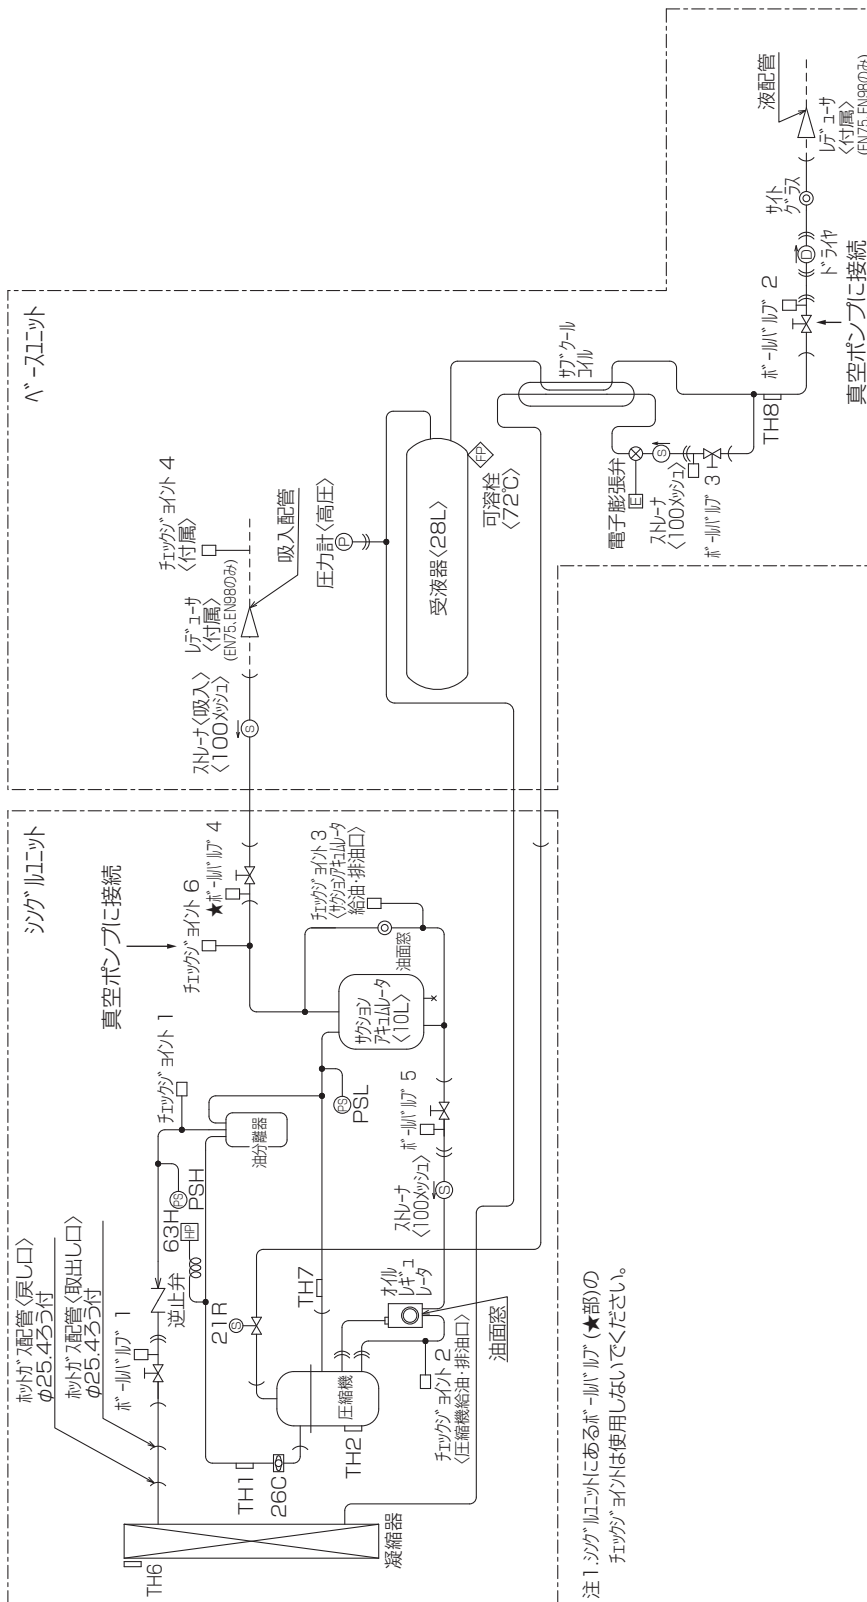 シングルユニット
ベースユニット
ホットガス配管〈戻し口〉
φ25.4ろう付
ホットガス配管〈取出し口〉
φ25.4ろう付
ボールバルブ 1
逆止弁
63H
HP
PS
PSH
チェックジョイント 1
油分離器
真空ポンプに接続
チェックジョイント 6
★ボールバルブ 4
ストレーナ〈吸入〉
〈100メッシュ〉
S
レデューサ
〈付属〉
(EN75、EN98のみ)
チェックジョイント 4
〈付属〉
吸入配管
圧力計〈高圧〉
P
受液器〈28L〉
FP
可溶栓
〈72℃〉
サブクール
コイル
電子膨張弁
E
S
ストレーナ
〈100メッシュ〉
ボールバルブ 3
TH8
ボールバルブ 2
真空ポンプに接続
D
ドライヤ
サイト
グラス
レデューサ
〈付属〉
(EN75、EN98のみ)
液配管
チェックジョイント 3
〈サクションアキュムレータ
給油・排油口〉
油面窓
サクション
アキュムレータ
〈10L〉
PS
PSL
ボールバルブ 5
ストレーナ
〈100メッシュ〉
S
TH7
21R
S
オイル
レギュ
レータ
油面窓
圧縮機
TH2
チェックジョイント 2
〈圧縮機給油・排油口〉
TH1
26C
凝縮器
TH6
注1.シングルユニットにあるボールバルブ(★部)の
チェックジョイントは使用しないでください。